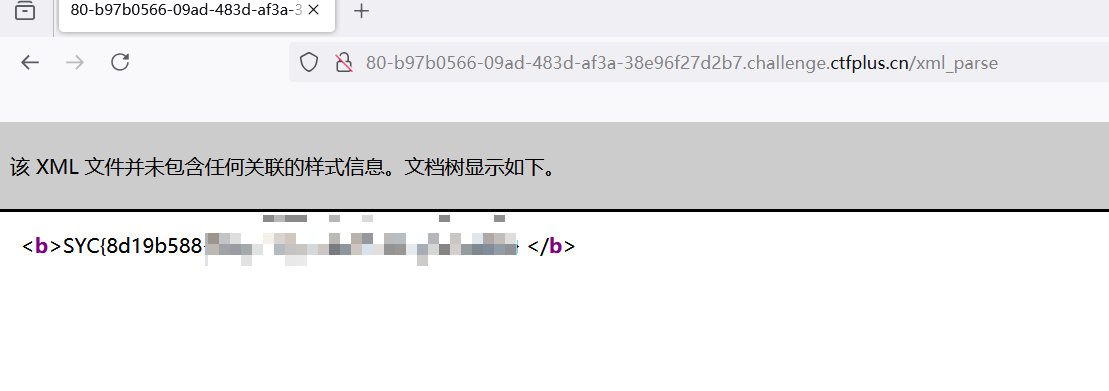 80-b97b0566-09ad-483d-af3a-3
80-b97b0566-09ad-483d-af3a-38e96f27d2b7.challenge.ctfplus.cn/xml_parse
该 XML 文件并未包含任何关联的样式信息。文档树显示如下。
<b>SYC{8d19b588 </b>